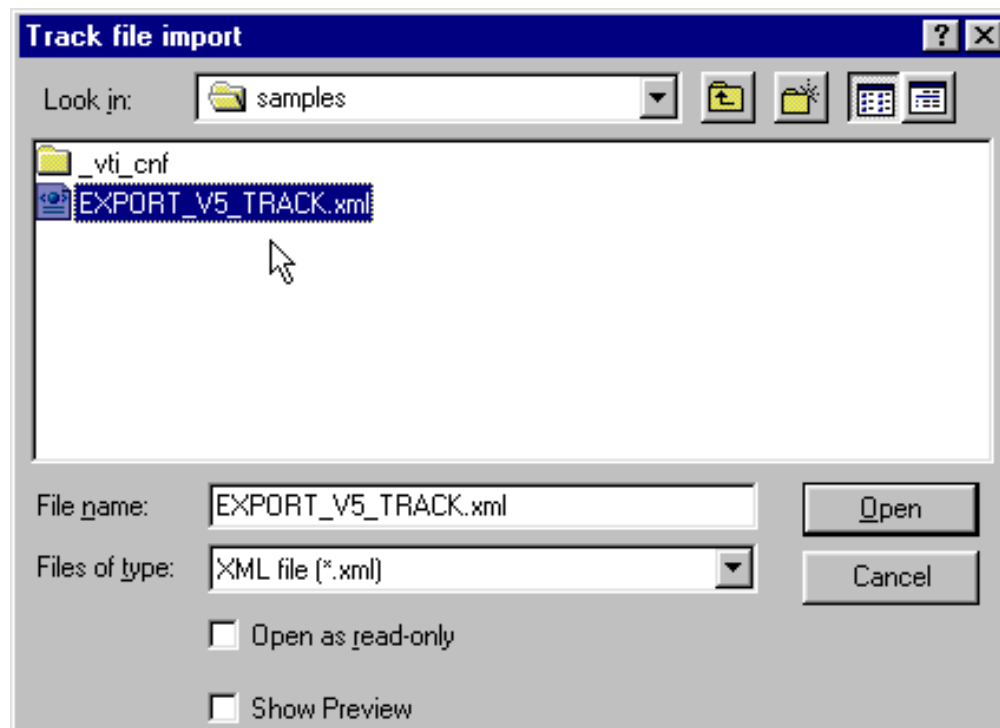 Track file import
Look in: samples
_vti_cnf
EXPORT_V5_TRACK.xml
File name: EXPORT_V5_TRACK.xml Open
Files of type: XML file (*.xml) Cancel
Open as read-only
Show Preview